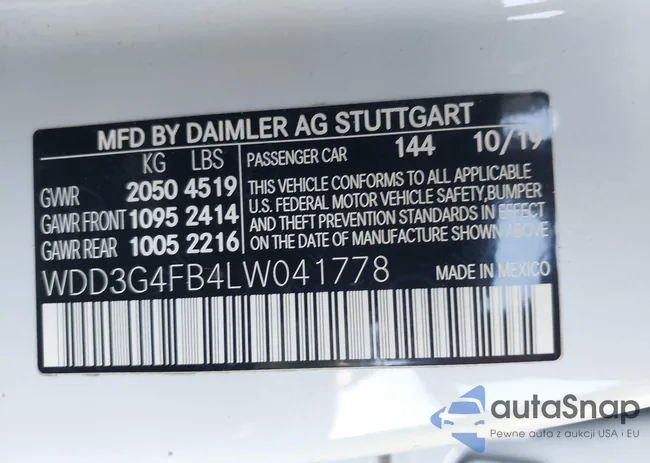 MFD BY DAIMLER AG STUTTGART
KG LBS
GVWR 2050 4519
GAWR FRONT 1095 2414
GAWR REAR 1005 2216
PASSENGER CAR 144 10/19
THIS VEHICLE CONFORMS TO ALL APPLICABLE
U.S. FEDERAL MOTOR VEHICLE SAFETY, BUMPER
AND THEFT PREVENTION STANDARDS IN EFFECT
ON THE DATE OF MANUFACTURE SHOWN ABOVE
WDD3G4FB4LW041778 MADE IN MEXICO
autaSnap
Pewne auta z aukcji USA i EU